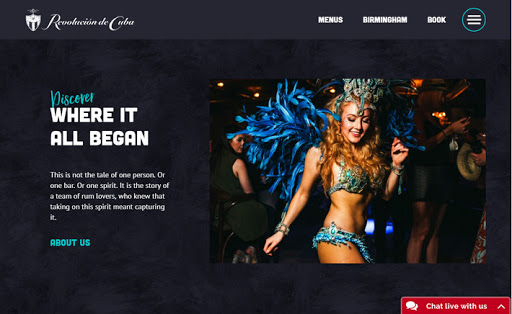 Revolución de Cuba
MENUS
BIRMINGHAM
BOOK
Discover
WHERE IT
ALL BEGAN
This is not the tale of one person. Or
one bar. Or one spirit. It is the story of
a team of rum lovers, who knew that
taking on this spirit meant capturing
it.
ABOUT US
Chat live with us